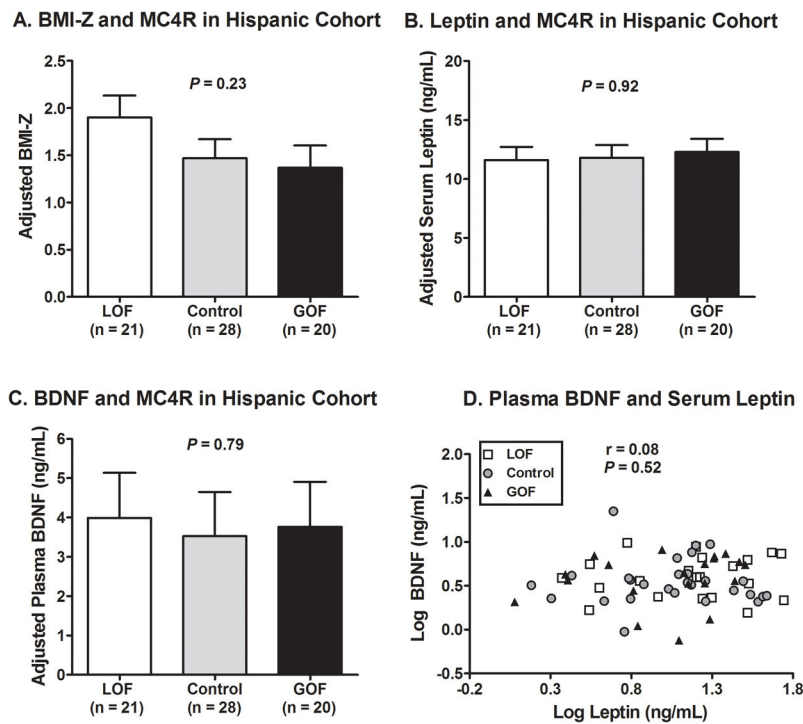 A. BMI-Z and MC4R in Hispanic Cohort
P = 0.23
Adjusted BMI-Z
2.5
2.0
1.5
1.0
0.5
0.0
LOF
(n = 21)
Control
(n = 28)
GOF
(n = 20)
B. Leptin and MC4R in Hispanic Cohort
P = 0.92
Adjusted Serum Leptin (ng/mL)
20
15
10
5
0
LOF
(n = 21)
Control
(n = 28)
GOF
(n = 20)
C. BDNF and MC4R in Hispanic Cohort
P = 0.79
Adjusted Plasma BDNF (ng/mL)
6
5
4
3
2
1
0
LOF
(n = 21)
Control
(n = 28)
GOF
(n = 20)
D. Plasma BDNF and Serum Leptin
LOF
Control
GOF
r = 0.08
P = 0.52
Log BDNF (ng/mL)
2.0
1.5
1.0
0.5
0.0
-0.5
-0.2 0.3 0.8 1.3 1.8
Log Leptin (ng/mL)